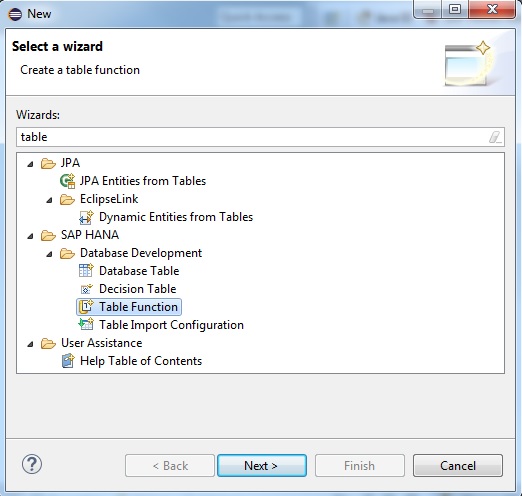 New
Quick Access
Select a wizard
Create a table function
Wizards:
table
JPA
JPA Entities from Tables
EclipseLink
Dynamic Entities from Tables
SAP HANA
Database Development
Database Table
Decision Table
Table Function
Table Import Configuration
User Assistance
Help Table of Contents
?
< Back
Next >
Finish
Cancel